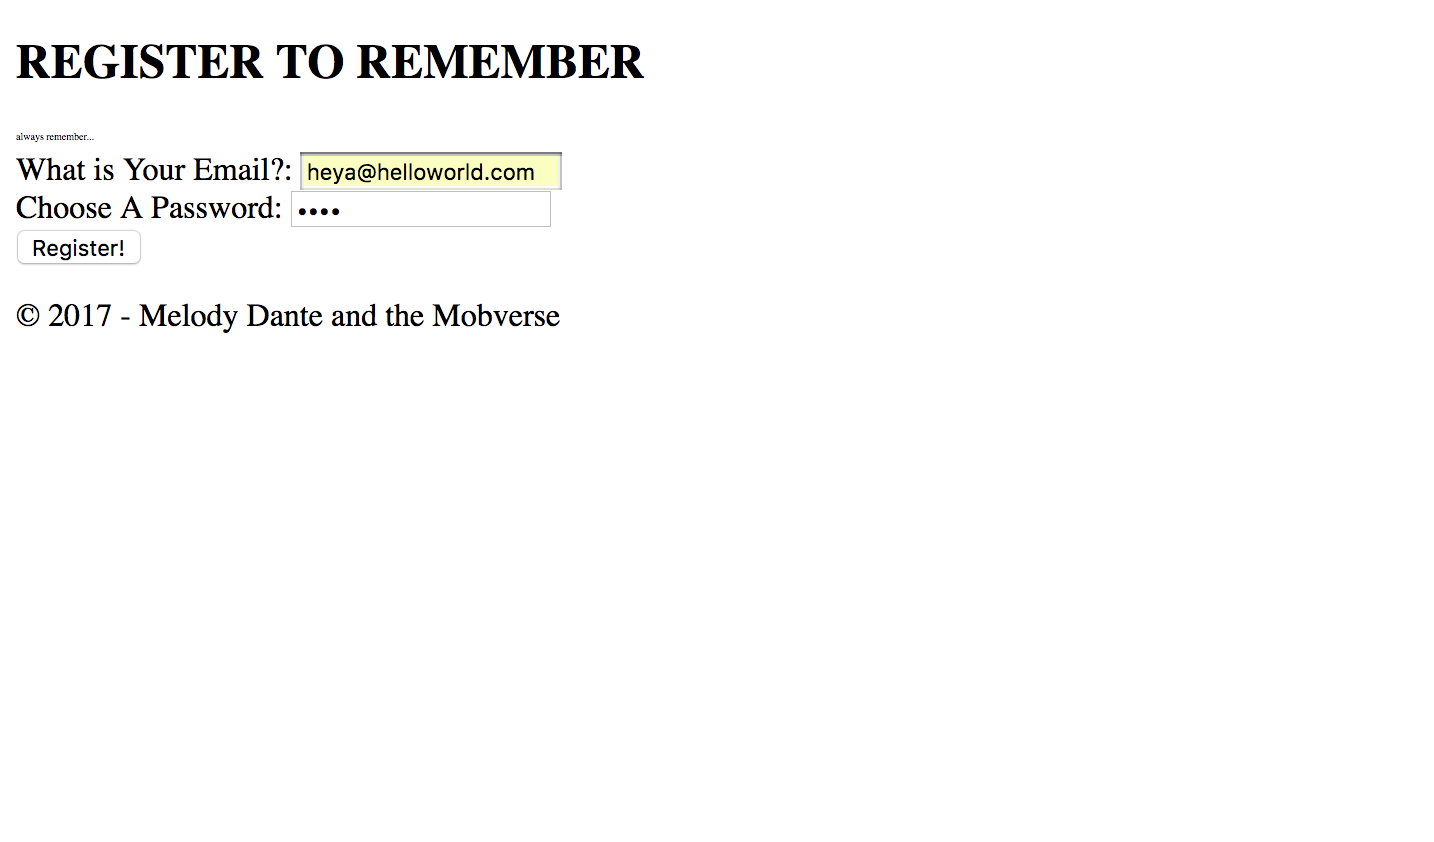 REGISTER TO REMEMBER
always remember...
What is Your Email?: heya@helloworld.com
Choose A Password: ••••
Register!
© 2017 - Melody Dante and the Mobverse